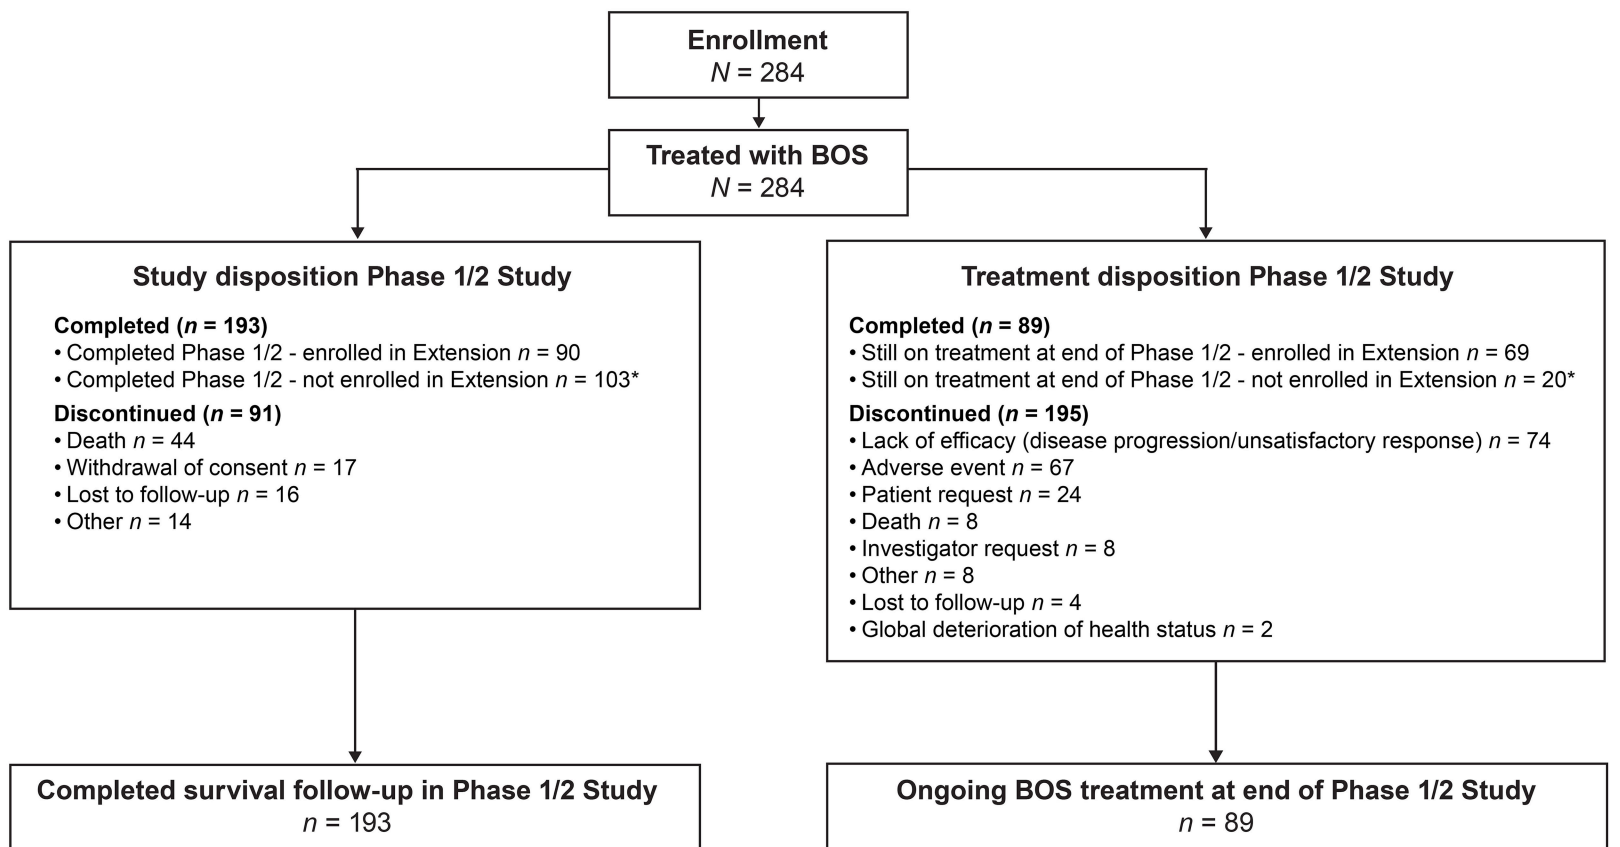 Enrollment
N = 284
Treated with BOS
N = 284
Study disposition Phase 1/2 Study
Completed (n = 193)
• Completed Phase 1/2 - enrolled in Extension n = 90
• Completed Phase 1/2 - not enrolled in Extension n = 103*
Discontinued (n = 91)
• Death n = 44
• Withdrawal of consent n = 17
• Lost to follow-up n = 16
• Other n = 14
Treatment disposition Phase 1/2 Study
Completed (n = 89)
• Still on treatment at end of Phase 1/2 - enrolled in Extension n = 69
• Still on treatment at end of Phase 1/2 - not enrolled in Extension n = 20*
Discontinued (n = 195)
• Lack of efficacy (disease progression/unsatisfactory response) n = 74
• Adverse event n = 67
• Patient request n = 24
• Death n = 8
• Investigator request n = 8
• Other n = 8
• Lost to follow-up n = 4
• Global deterioration of health status n = 2
Completed survival follow-up in Phase 1/2 Study
n = 193
Ongoing BOS treatment at end of Phase 1/2 Study
n = 89